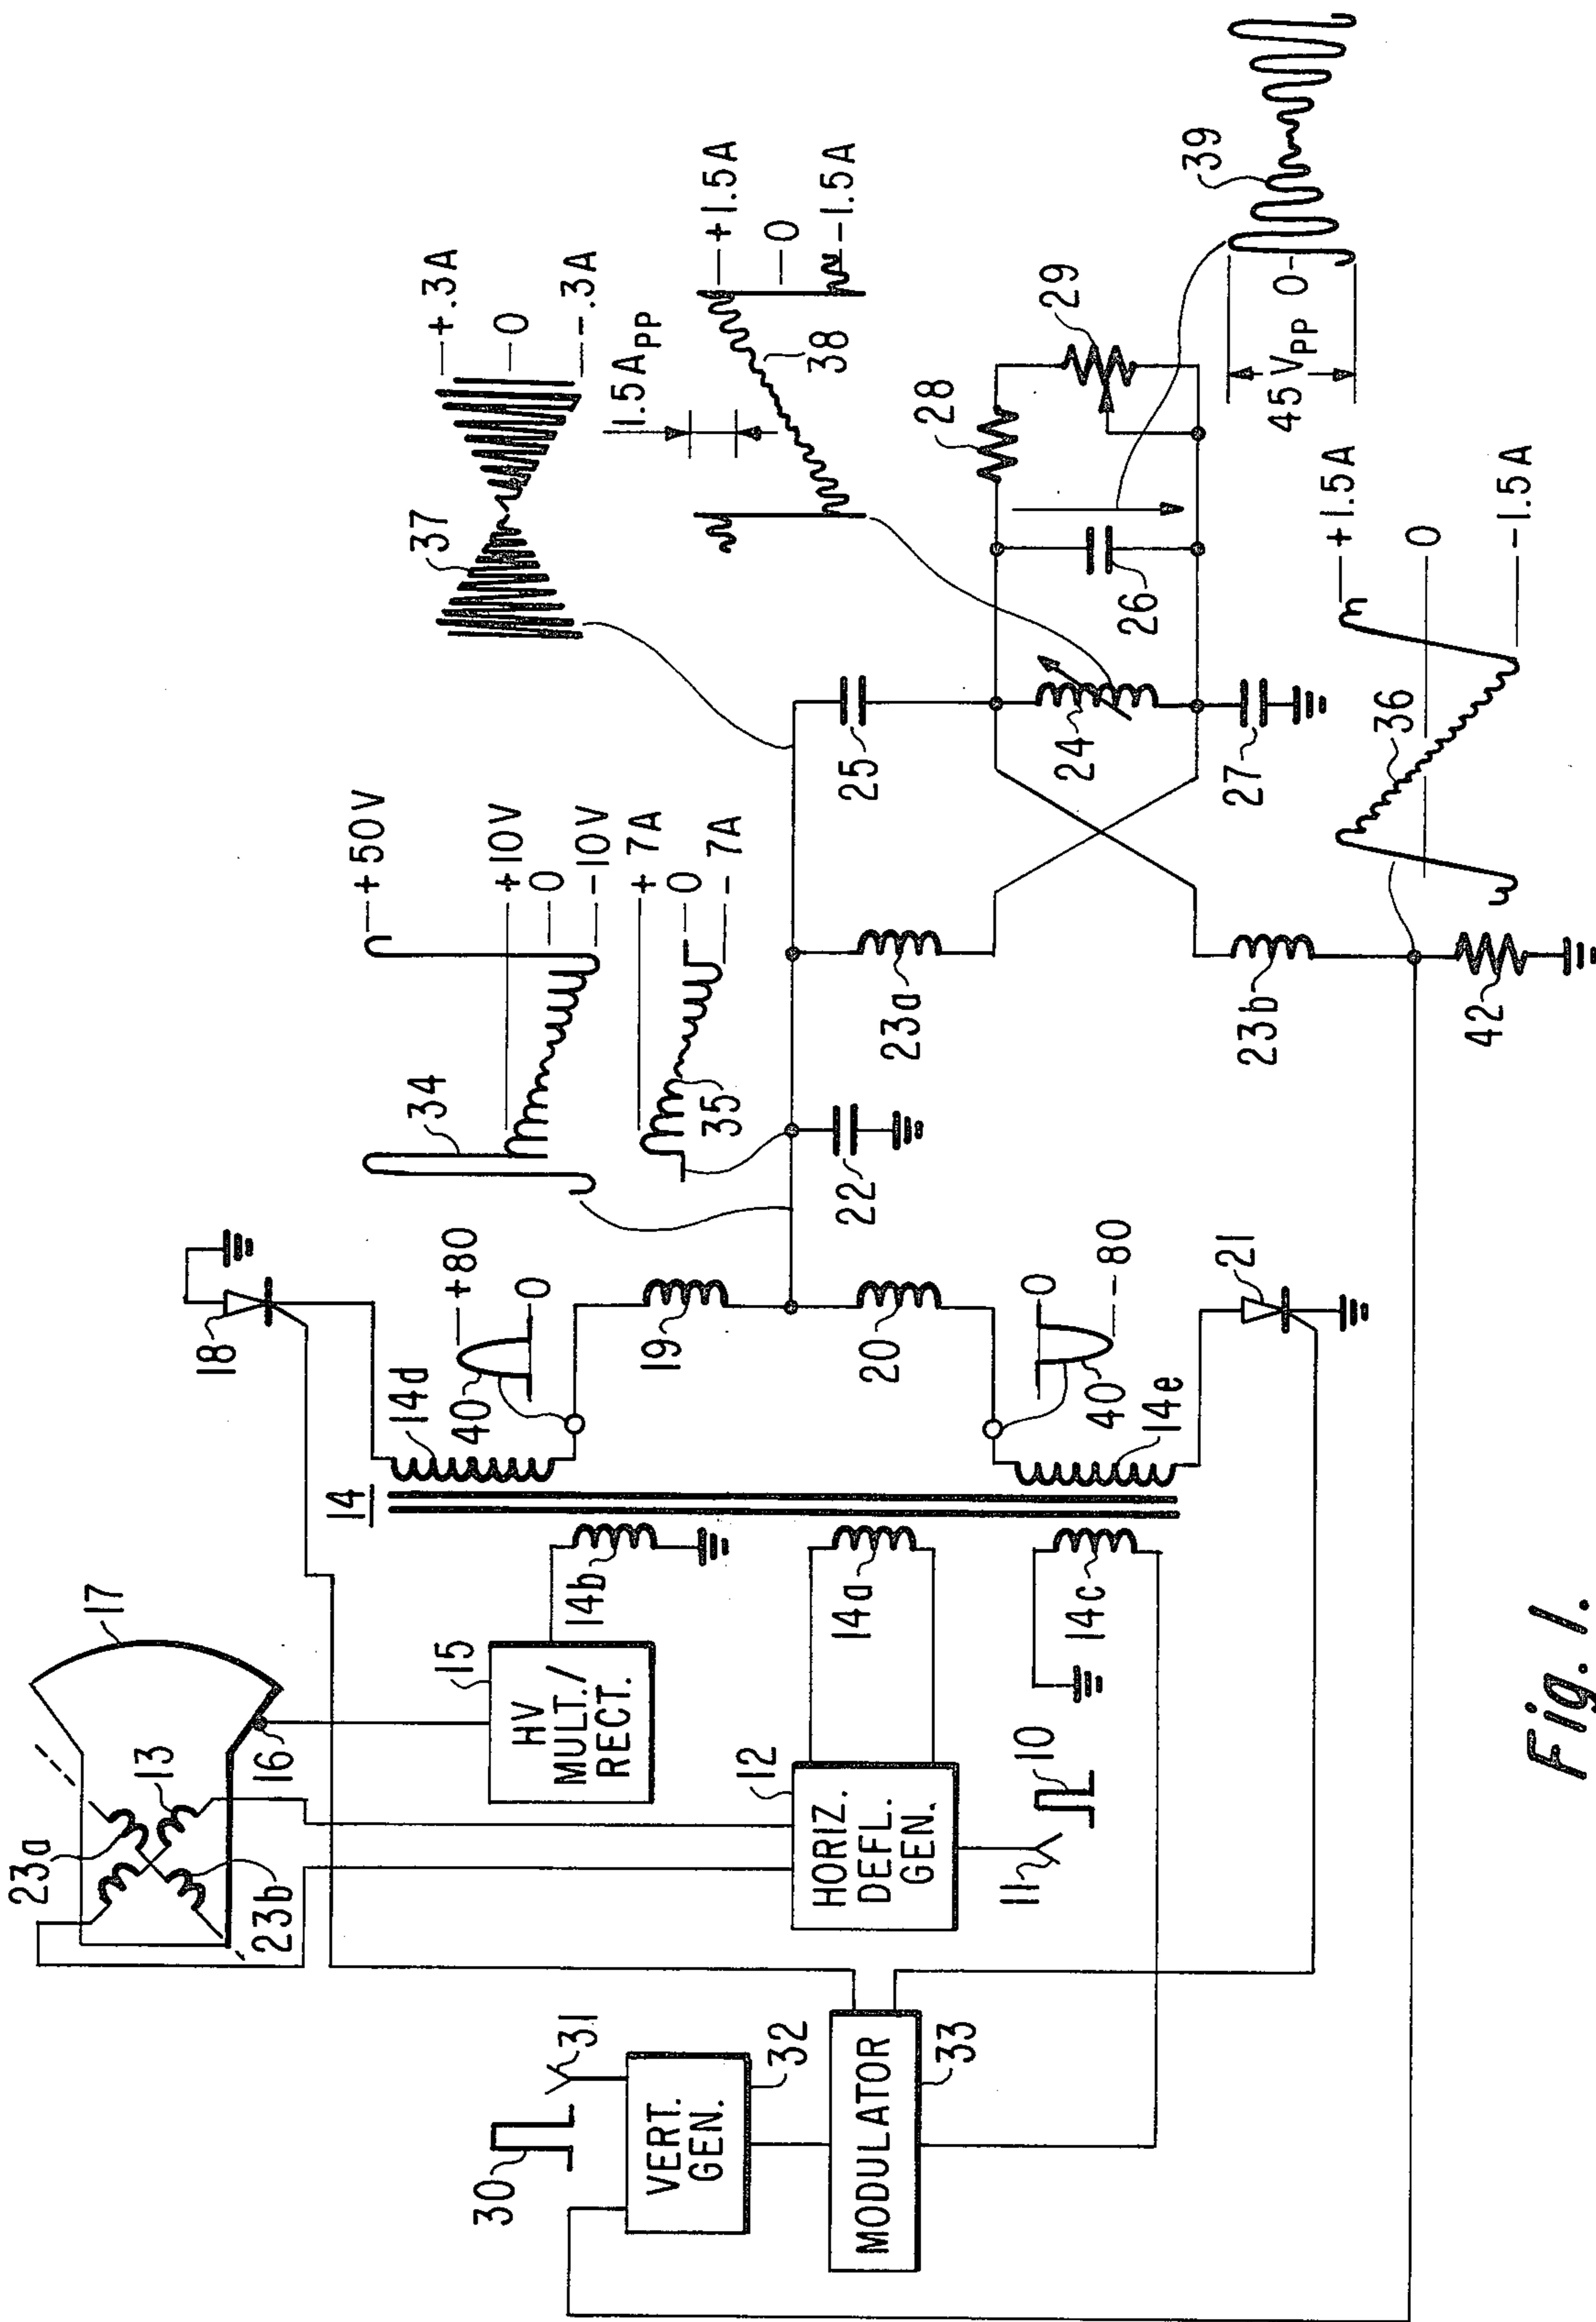 17
13
23a
23b
16
15
HV
MULT./
RECT.
14b
12
HORIZ.
DEFL.
GEN.
14a
11
10
14c
30
31
VERT.
GEN.
32
MODULATOR
33
14
14d
14e
18
40
+80
0
19
20
0
-80
40
21
34
+50V
+10V
0
-10V
35
+7A
0
-7A
22
23a
23b
42
37
+.3A
0
-.3A
1.5APP
38
+1.5A
0
-1.5A
25
24
26
27
28
29
36
+1.5A
0
-1.5A
39
45VPP
0
Fig. 1.